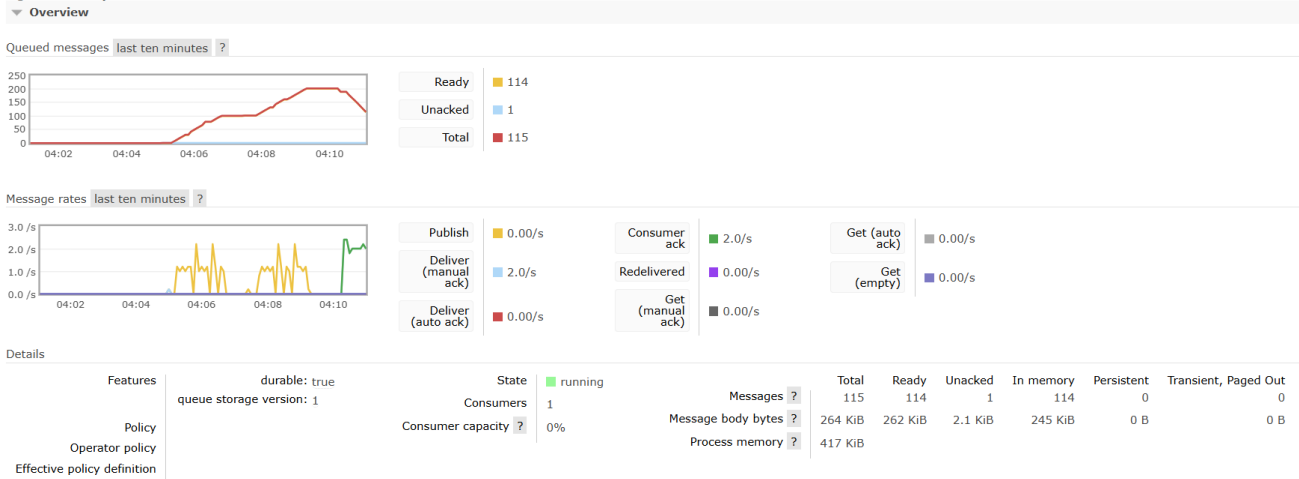 Overview
Queued messages last ten minutes ?
250
200
150
100
50
0
04:02 04:04 04:06 04:08 04:10
Ready 114
Unacked 1
Total 115
Message rates last ten minutes ?
3.0 /s
2.0 /s
1.0 /s
0.0 /s
04:02 04:04 04:06 04:08 04:10
Publish 0.00/s
Deliver
(manual
ack)
2.0/s
Deliver
(auto ack)
0.00/s
Consumer
ack
2.0/s
Redelivered 0.00/s
Get
(manual
ack)
0.00/s
Get (auto
ack)
0.00/s
Get
(empty)
0.00/s
Details
Features durable: true
queue storage version: 1
Policy
Operator policy
Effective policy definition
State running
Consumers 1
Consumer capacity ? 0%
Total Ready Unacked In memory Persistent Transient, Paged Out
Messages ? 115 114 1 114 0 0
Message body bytes ? 264 KiB 262 KiB 2.1 KiB 245 KiB 0 B 0 B
Process memory ? 417 KiB